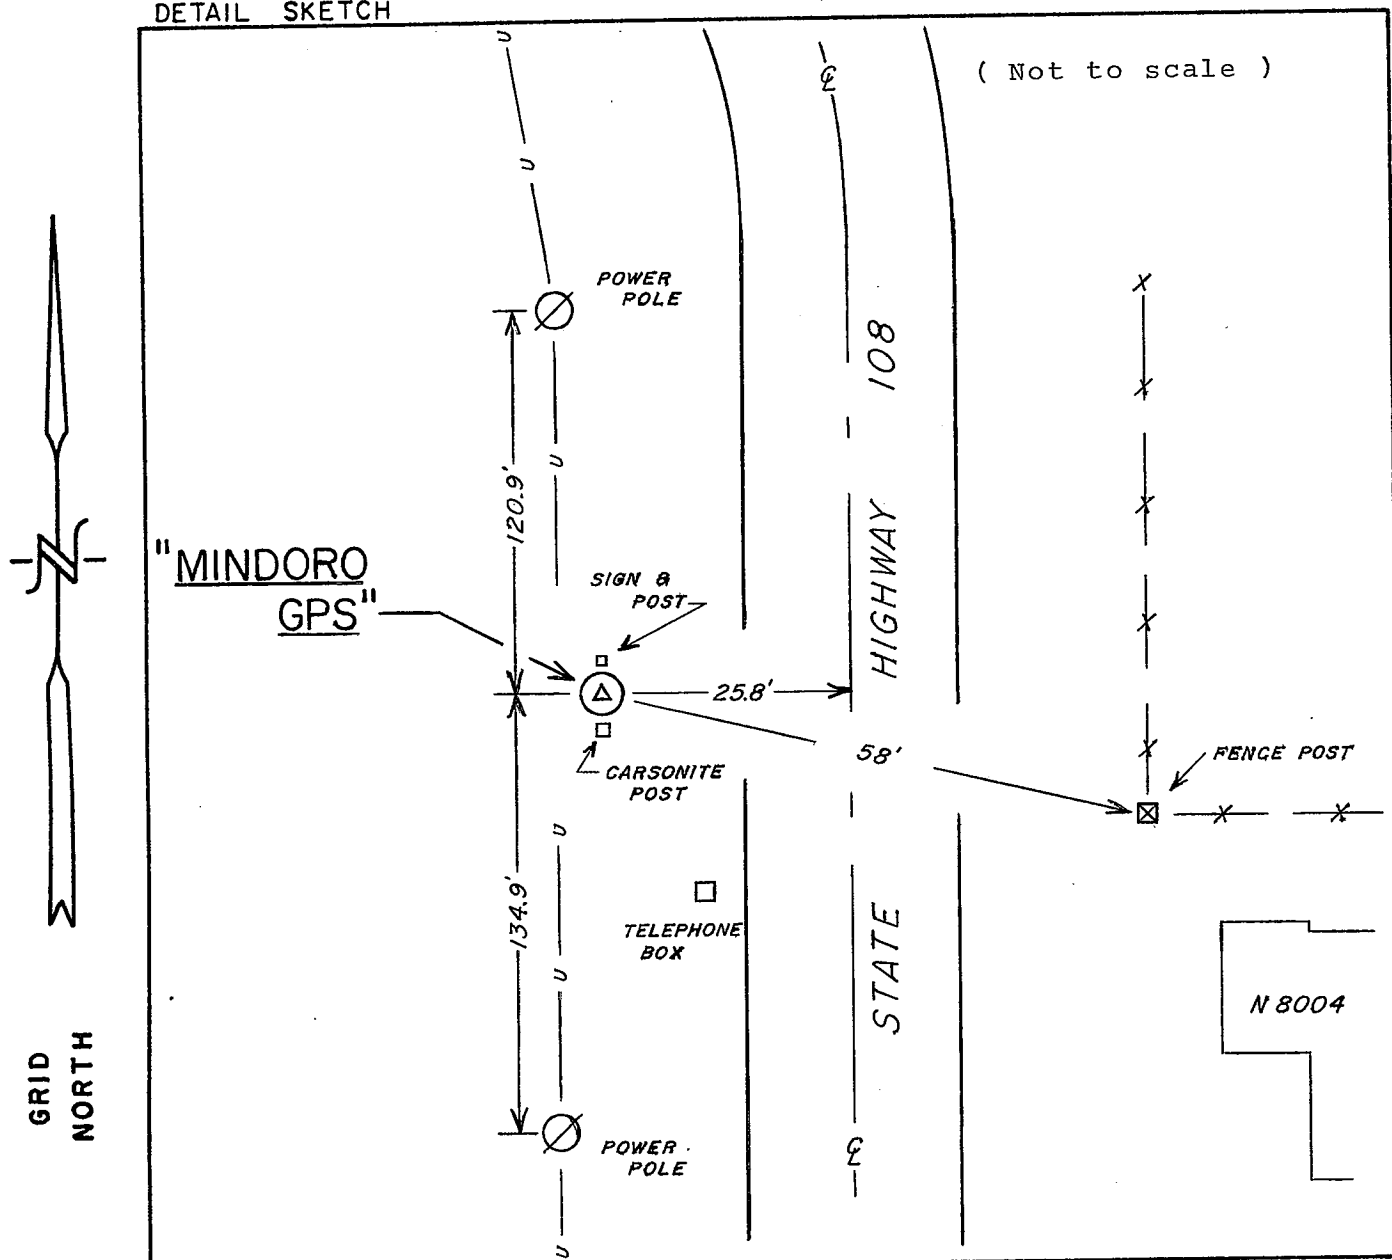 DETAIL SKETCH
( Not to scale )
U
℄
U
POWER
POLE
U
120.9'
STATE HIGHWAY 108
"MINDORO
GPS"
SIGN &
POST
25.8'
58'
CARSONITE
POST
FENCE POST
U
134.9'
TELEPHONE
BOX
U
N 8004
℄
POWER
POLE
U
N
GRID
NORTH
X
X
X
X
X
X
X